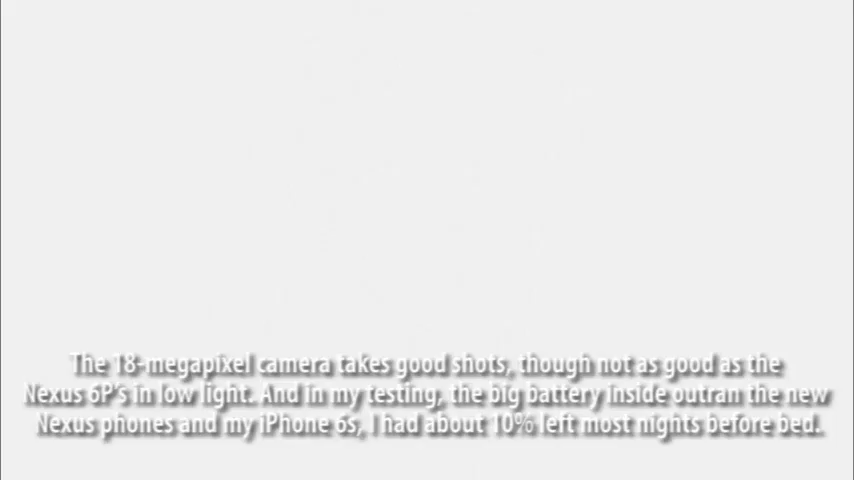 The 18-megapixel camera takes good shots, though not as good as the
Nexus 6P's in low light. And in my testing, the big battery inside outran the new
Nexus phones and my iPhone 6s, I had about 10% left most nights before bed.